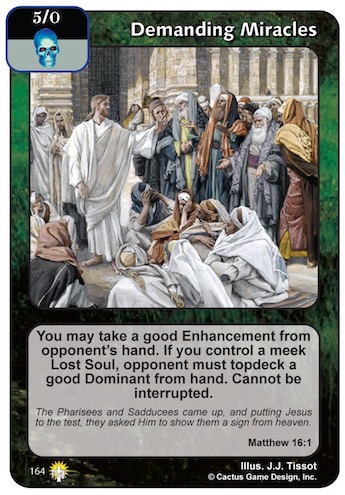 5/0
Demanding Miracles
You may take a good Enhancement from
opponent's hand. If you control a meek
Lost Soul, opponent must topdeck a
good Dominant from hand. Cannot be
interrupted.
The Pharisees and Sadducees came up, and putting Jesus
to the test, they asked Him to show them a sign from heaven.
Matthew 16:1
Illus. J.J. Tissot
164
© Cactus Game Design, Inc.